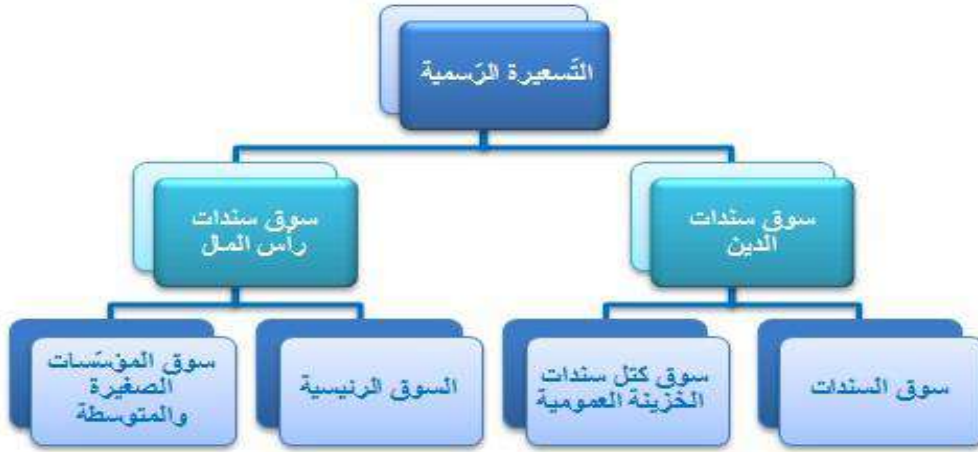 التّسعيرة الرّسمية
سوق سندات
الدين
سوق سندات
رأس المال
سوق السندات
سوق كتل سندات
الخزينة العمومية
السوق الرئيسية
سوق المؤسّسات
الصغيرة
والمتوسطة